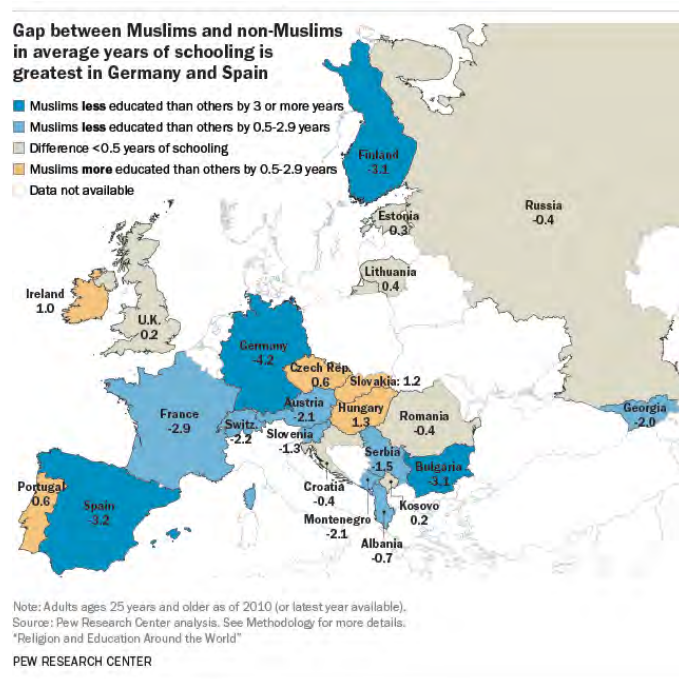 Gap between Muslims and non-Muslims
in average years of schooling is
greatest in Germany and Spain
Muslims less educated than others by 3 or more years
Muslims less educated than others by 0.5-2.9 years
Difference <0.5 years of schooling
Muslims more educated than others by 0.5-2.9 years
Data not available
Finland
-3.1
Russia
-0.4
Estonia
0.3
Lithuania
0.4
Ireland
1.0
U.K.
0.2
Germany
-4.2
Czech Rep.
0.6
Slovakia: 1.2
Austria
-2.1
Hungary
1.3
France
-2.9
Switz.
-2.2
Slovenia
-1.3
Romania
-0.4
Georgia
-2.0
Serbia
-1.5
Bulgaria
-3.1
Portugal
0.6
Spain
-3.2
Croatia
-0.4
Kosovo
0.2
Montenegro
-2.1
Albania
-0.7
Note: Adults ages 25 years and older as of 2010 (or latest year available).
Source: Pew Research Center analysis. See Methodology for more details.
"Religion and Education Around the World"
PEW RESEARCH CENTER